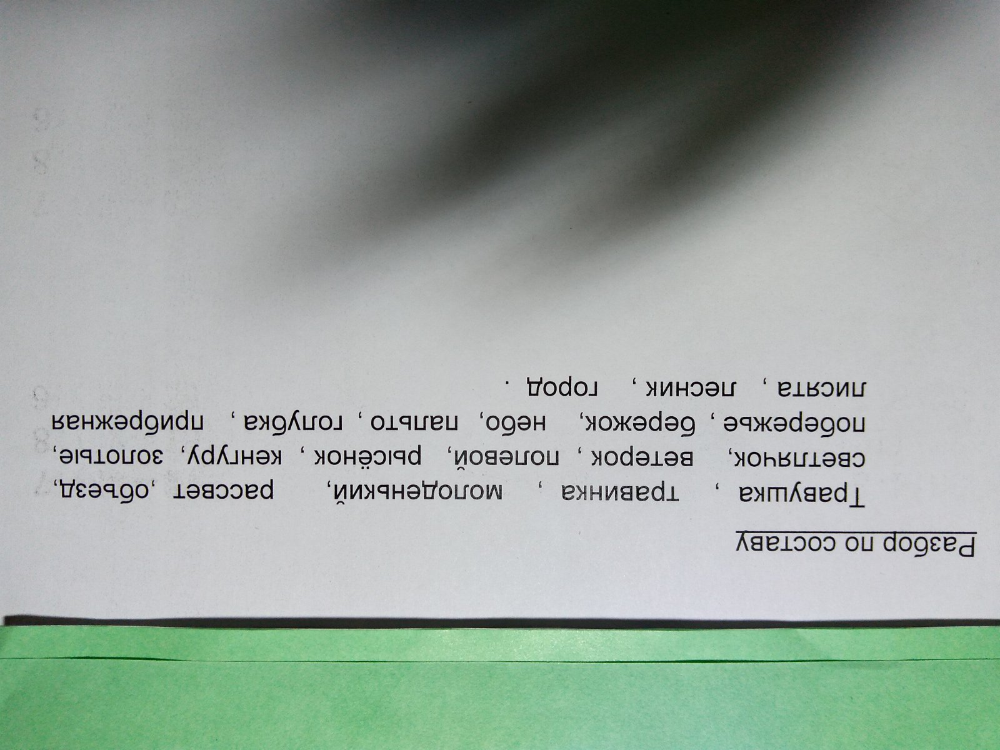 Разбор по составу
Травушка , травинка , молоденький, рассвет ,объезд,
светлячок, ветерок , полевой, рысёнок , кенгуру, золотые,
побережье , бережок, небо, пальто , голубка , прибрежная
лисята , лесник , город .